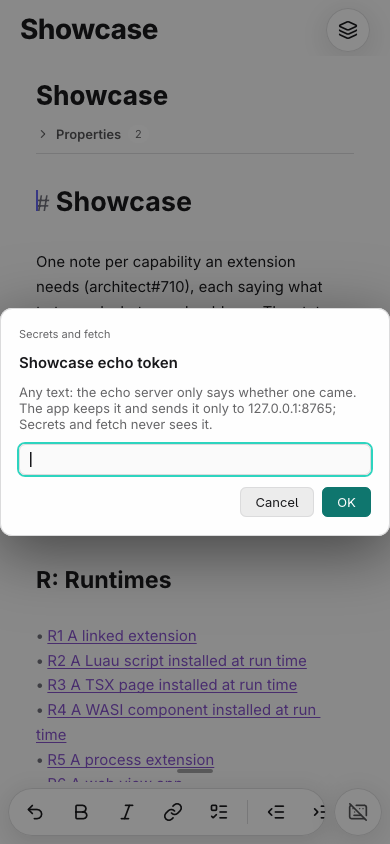 Showcase
Showcase
Properties 2
# Showcase
One note per capability an extension
needs (architect#710), each saying what
Secrets and fetch
Showcase echo token
Any text: the echo server only says whether one came.
The app keeps it and sends it only to 127.0.0.1:8765;
Secrets and fetch never sees it.
Cancel OK
R: Runtimes
• R1 A linked extension
• R2 A Luau script installed at run time
• R3 A TSX page installed at run time
• R4 A WASI component installed at run
time
• R5 A process extension
• R6 A web view app